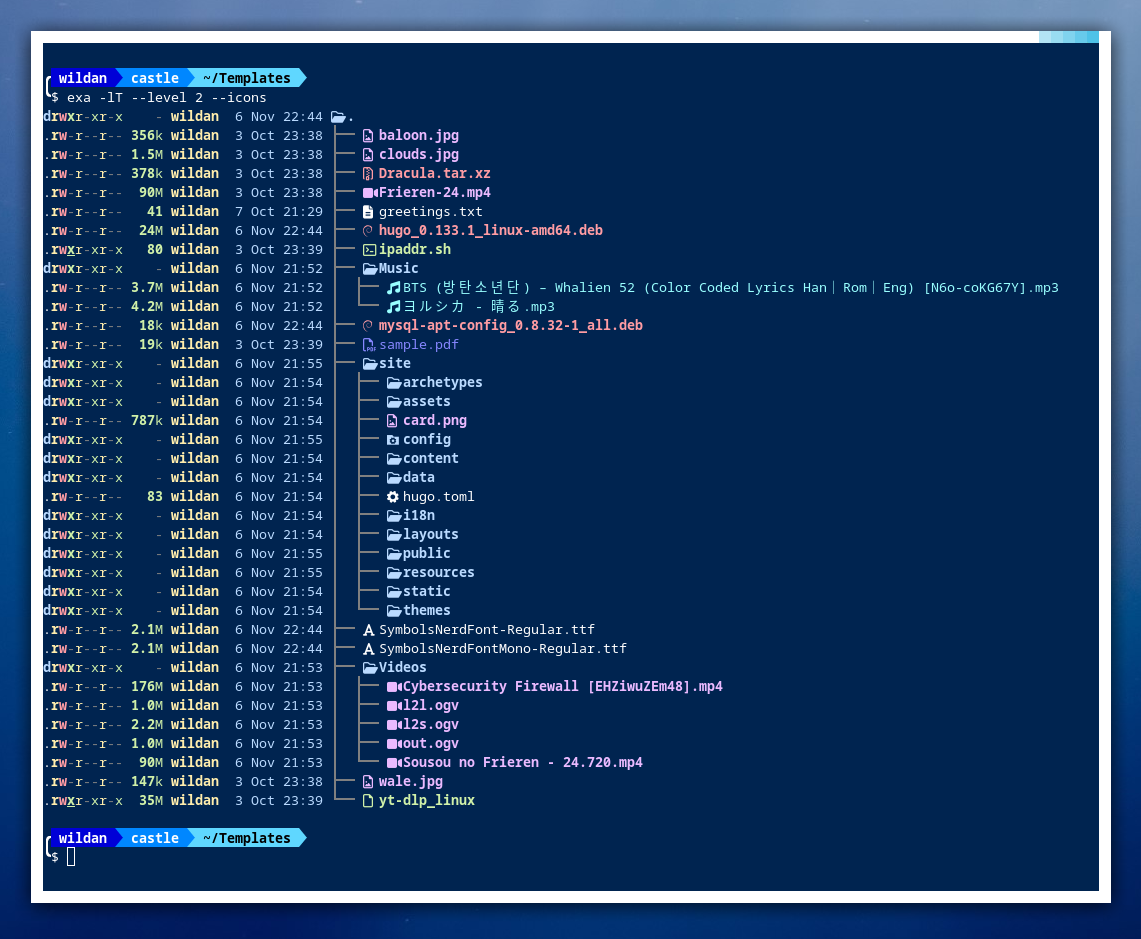 wildan castle ~/Templates
$ exa -lT --level 2 --icons
drwxr-xr-x - wildan 6 Nov 22:44 .
.rw-r--r-- 356k wildan 3 Oct 23:38 baloon.jpg
.rw-r--r-- 1.5M wildan 3 Oct 23:38 clouds.jpg
.rw-r--r-- 378k wildan 3 Oct 23:38 Dracula.tar.xz
.rw-r--r-- 90M wildan 3 Oct 23:38 Frieren-24.mp4
.rw-r--r-- 41 wildan 7 Oct 21:29 greetings.txt
.rw-r--r-- 24M wildan 6 Nov 22:44 hugo_0.133.1_linux-amd64.deb
.rwxr-xr-x 80 wildan 3 Oct 23:39 ipaddr.sh
drwxr-xr-x - wildan 6 Nov 21:52 Music
.rw-r--r-- 3.7M wildan 6 Nov 21:52 BTS (방탄소년단) – Whalien 52 (Color Coded Lyrics Han｜Rom｜Eng) [N6o-coKG67Y].mp3
.rw-r--r-- 4.2M wildan 6 Nov 21:52 ヨルシカ - 晴る.mp3
.rw-r--r-- 18k wildan 6 Nov 22:44 mysql-apt-config_0.8.32-1_all.deb
.rw-r--r-- 19k wildan 3 Oct 23:39 sample.pdf
drwxr-xr-x - wildan 6 Nov 21:55 site
drwxr-xr-x - wildan 6 Nov 21:54 archetypes
drwxr-xr-x - wildan 6 Nov 21:54 assets
.rw-r--r-- 787k wildan 6 Nov 21:54 card.png
drwxr-xr-x - wildan 6 Nov 21:55 config
drwxr-xr-x - wildan 6 Nov 21:54 content
drwxr-xr-x - wildan 6 Nov 21:54 data
.rw-r--r-- 83 wildan 6 Nov 21:54 hugo.toml
drwxr-xr-x - wildan 6 Nov 21:54 i18n
drwxr-xr-x - wildan 6 Nov 21:54 layouts
drwxr-xr-x - wildan 6 Nov 21:55 public
drwxr-xr-x - wildan 6 Nov 21:55 resources
drwxr-xr-x - wildan 6 Nov 21:54 static
drwxr-xr-x - wildan 6 Nov 21:54 themes
.rw-r--r-- 2.1M wildan 6 Nov 22:44 SymbolsNerdFont-Regular.ttf
.rw-r--r-- 2.1M wildan 6 Nov 22:44 SymbolsNerdFontMono-Regular.ttf
drwxr-xr-x - wildan 6 Nov 21:53 Videos
.rw-r--r-- 176M wildan 6 Nov 21:53 Cybersecurity Firewall [EHZiwuZEm48].mp4
.rw-r--r-- 1.0M wildan 6 Nov 21:53 l2l.ogv
.rw-r--r-- 2.2M wildan 6 Nov 21:53 l2s.ogv
.rw-r--r-- 1.0M wildan 6 Nov 21:53 out.ogv
.rw-r--r-- 90M wildan 6 Nov 21:53 Sousou no Frieren - 24.720.mp4
.rw-r--r-- 147k wildan 3 Oct 23:38 wale.jpg
.rwxr-xr-x 35M wildan 3 Oct 23:39 yt-dlp_linux
wildan castle ~/Templates
$